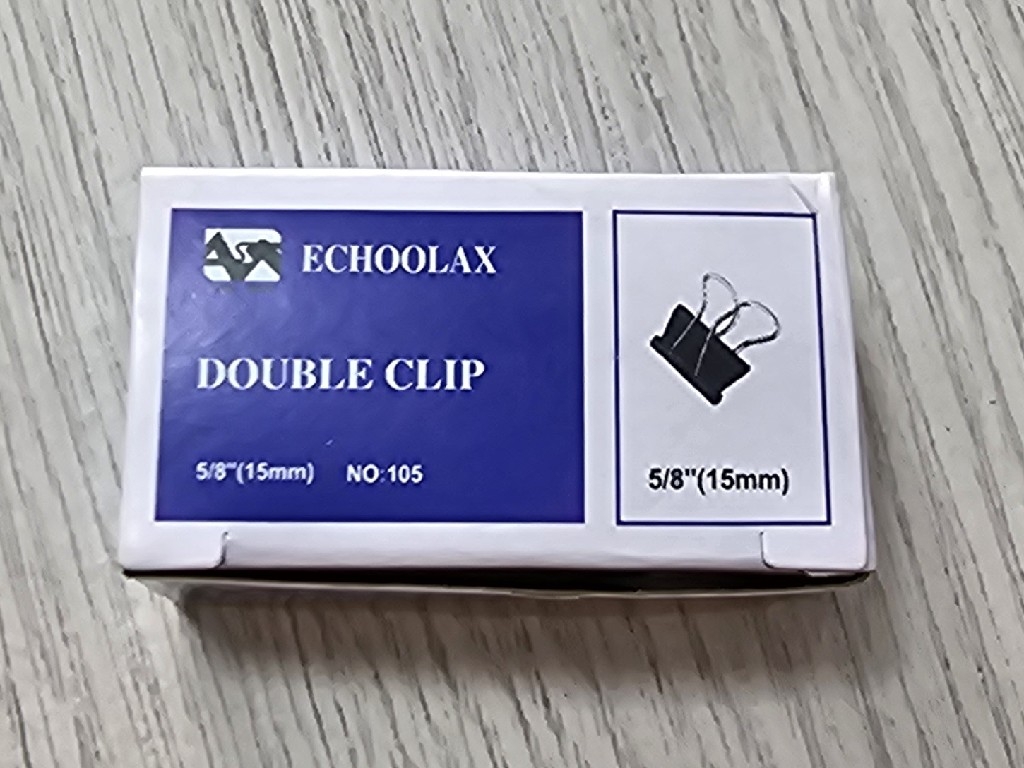 ECHOOLAX
DOUBLE CLIP
5/8"(15mm) NO:105
5/8"(15mm)